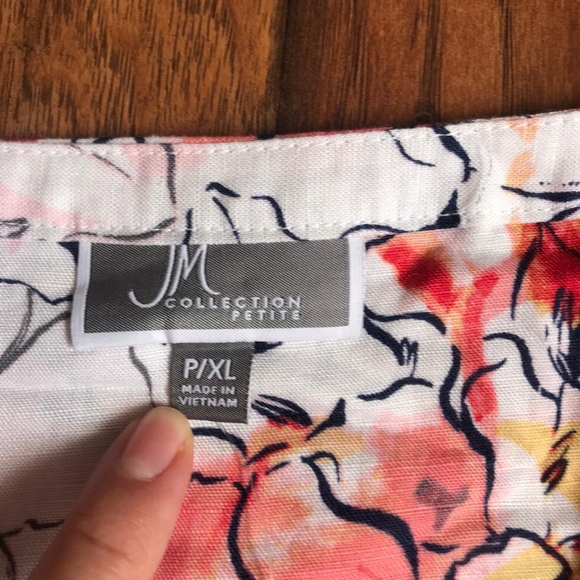 JM
COLLECTION
PETITE
P/XL
MADE IN
VIETNAM